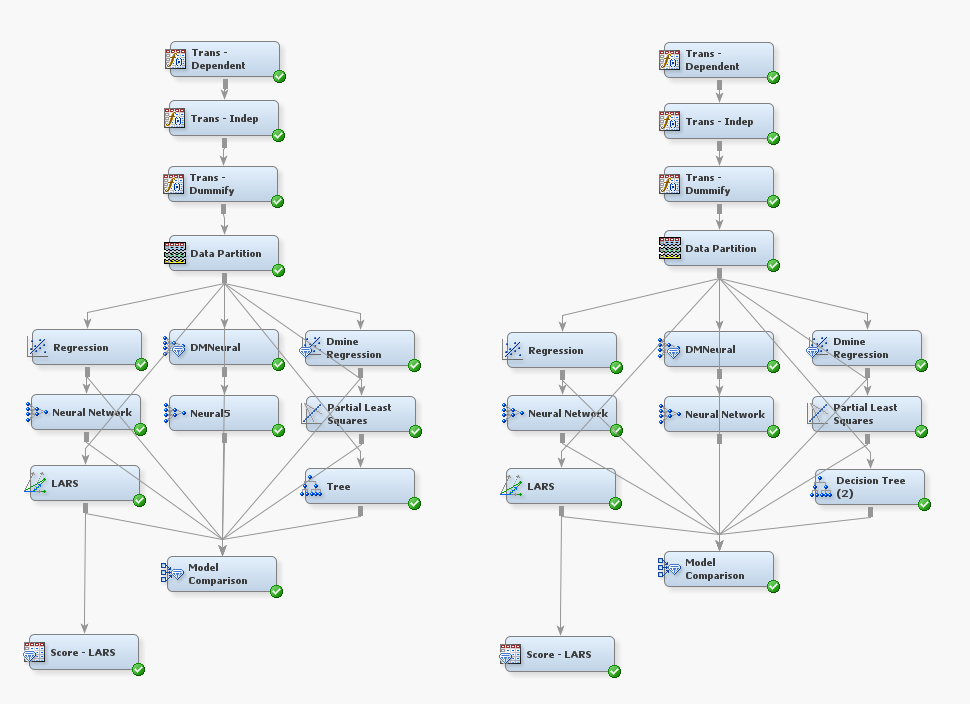 Trans -
Dependent
Trans - Indep
Trans -
Dummify
Data Partition
Regression
DMNeural
Dmine
Regression
Neural Network
Neural5
Partial Least
Squares
LARS
Tree
Model
Comparison
Score - LARS
Trans -
Dependent
Trans - Indep
Trans -
Dummify
Data Partition
Regression
DMNeural
Dmine
Regression
Neural Network
Neural Network
Partial Least
Squares
LARS
Decision Tree
(2)
Model
Comparison
Score - LARS